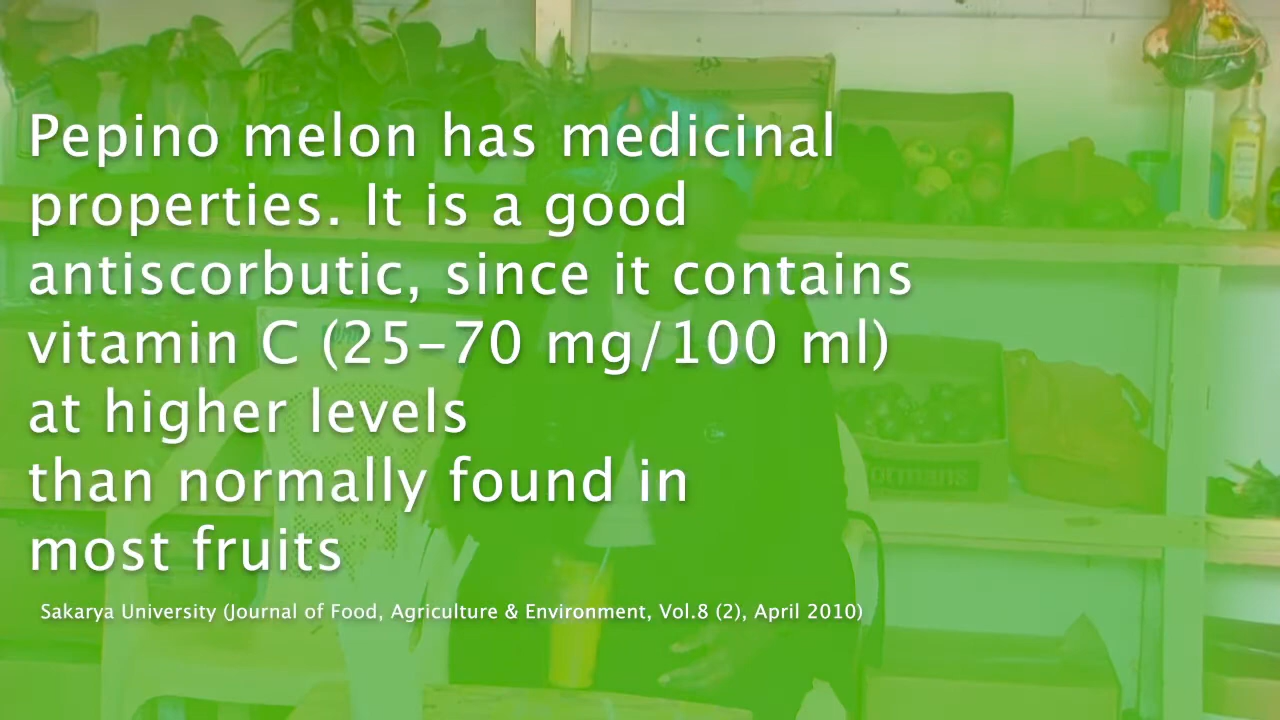 Pepino melon has medicinal
properties. It is a good
antiscorbutic, since it contains
vitamin C (25–70 mg/100 ml)
at higher levels
than normally found in
most fruits
Sakarya University (Journal of Food, Agriculture & Environment, Vol.8 (2), April 2010)